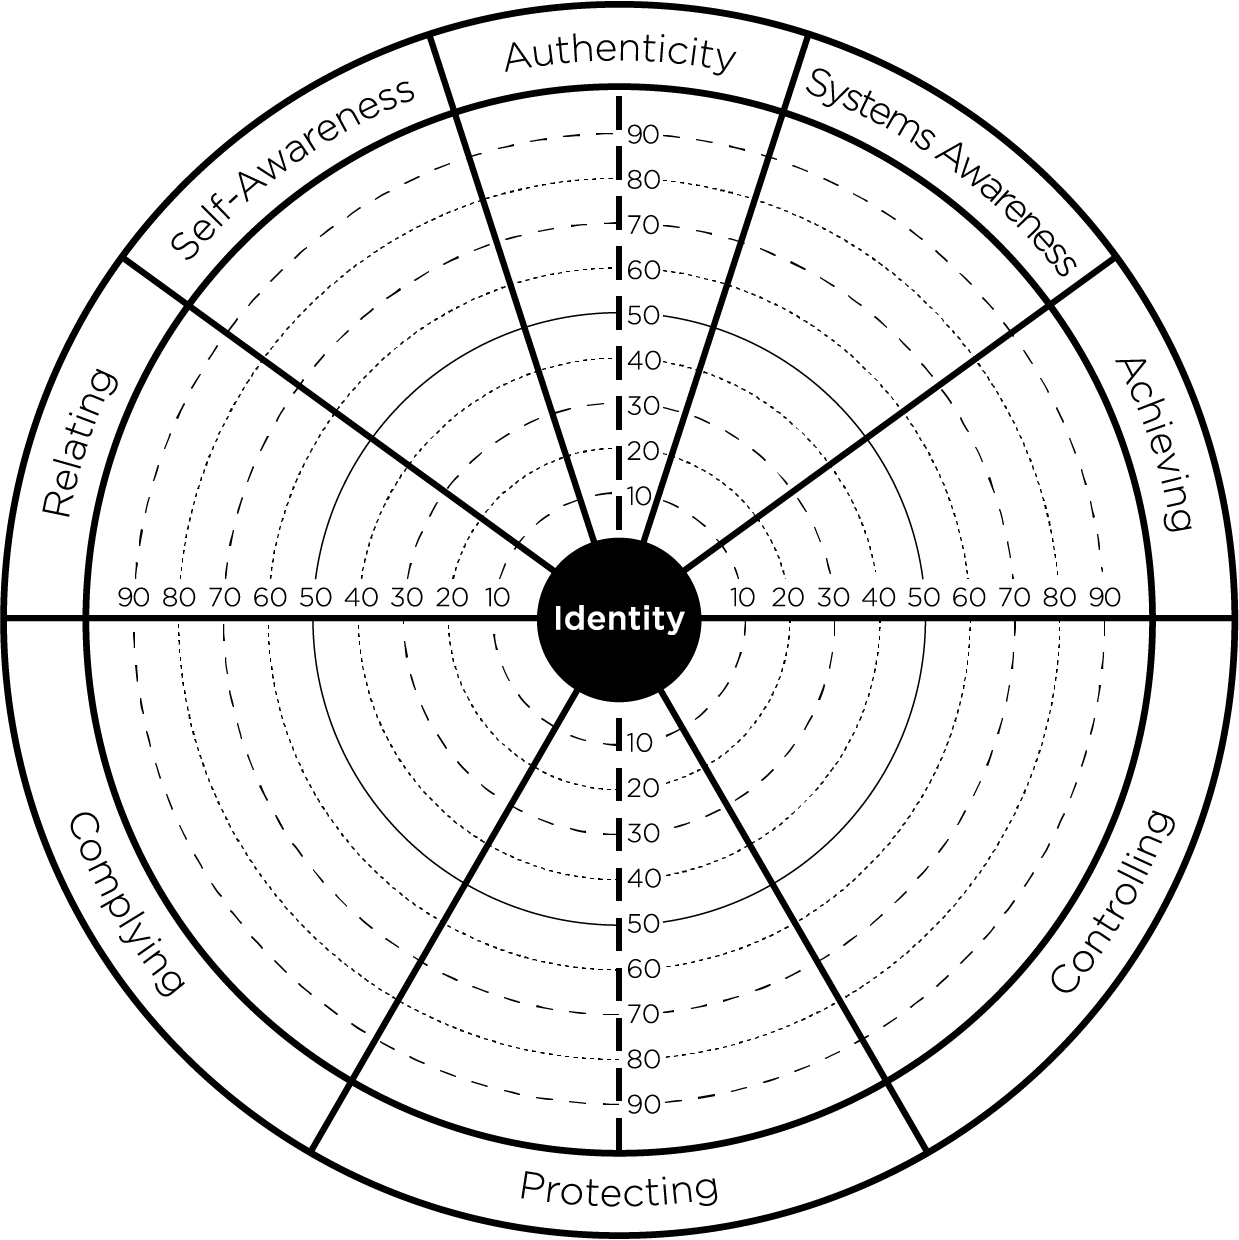 Authenticity
Self-Awareness
Systems Awareness
Relating
Achieving
90
80
70
60
50
40
30
20
10
90 80 70 60 50 40 30 20 10
10 20 30 40 50 60 70 80 90
Identity
10
20
30
40
50
60
70
80
90
Complying
Controlling
Protecting